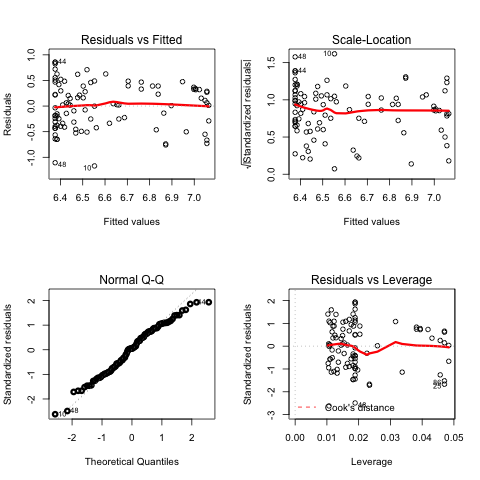 Residuals vs Fitted
Residuals
-1.0 -0.5 0.0 0.5 1.0
44
48
10
6.4 6.5 6.6 6.7 6.8 6.9 7.0
Fitted values
Scale-Location
√|Standardized residuals|
0.0 0.5 1.0 1.5
48
10
44
6.4 6.5 6.6 6.7 6.8 6.9 7.0
Fitted values
Normal Q-Q
Standardized residuals
-2 -1 0 1 2
10
48
-2 -1 0 1 2
Theoretical Quantiles
Residuals vs Leverage
Standardized residuals
-3 -2 -1 0 1 2
48
Cook's distance
0.00 0.01 0.02 0.03 0.04 0.05
Leverage